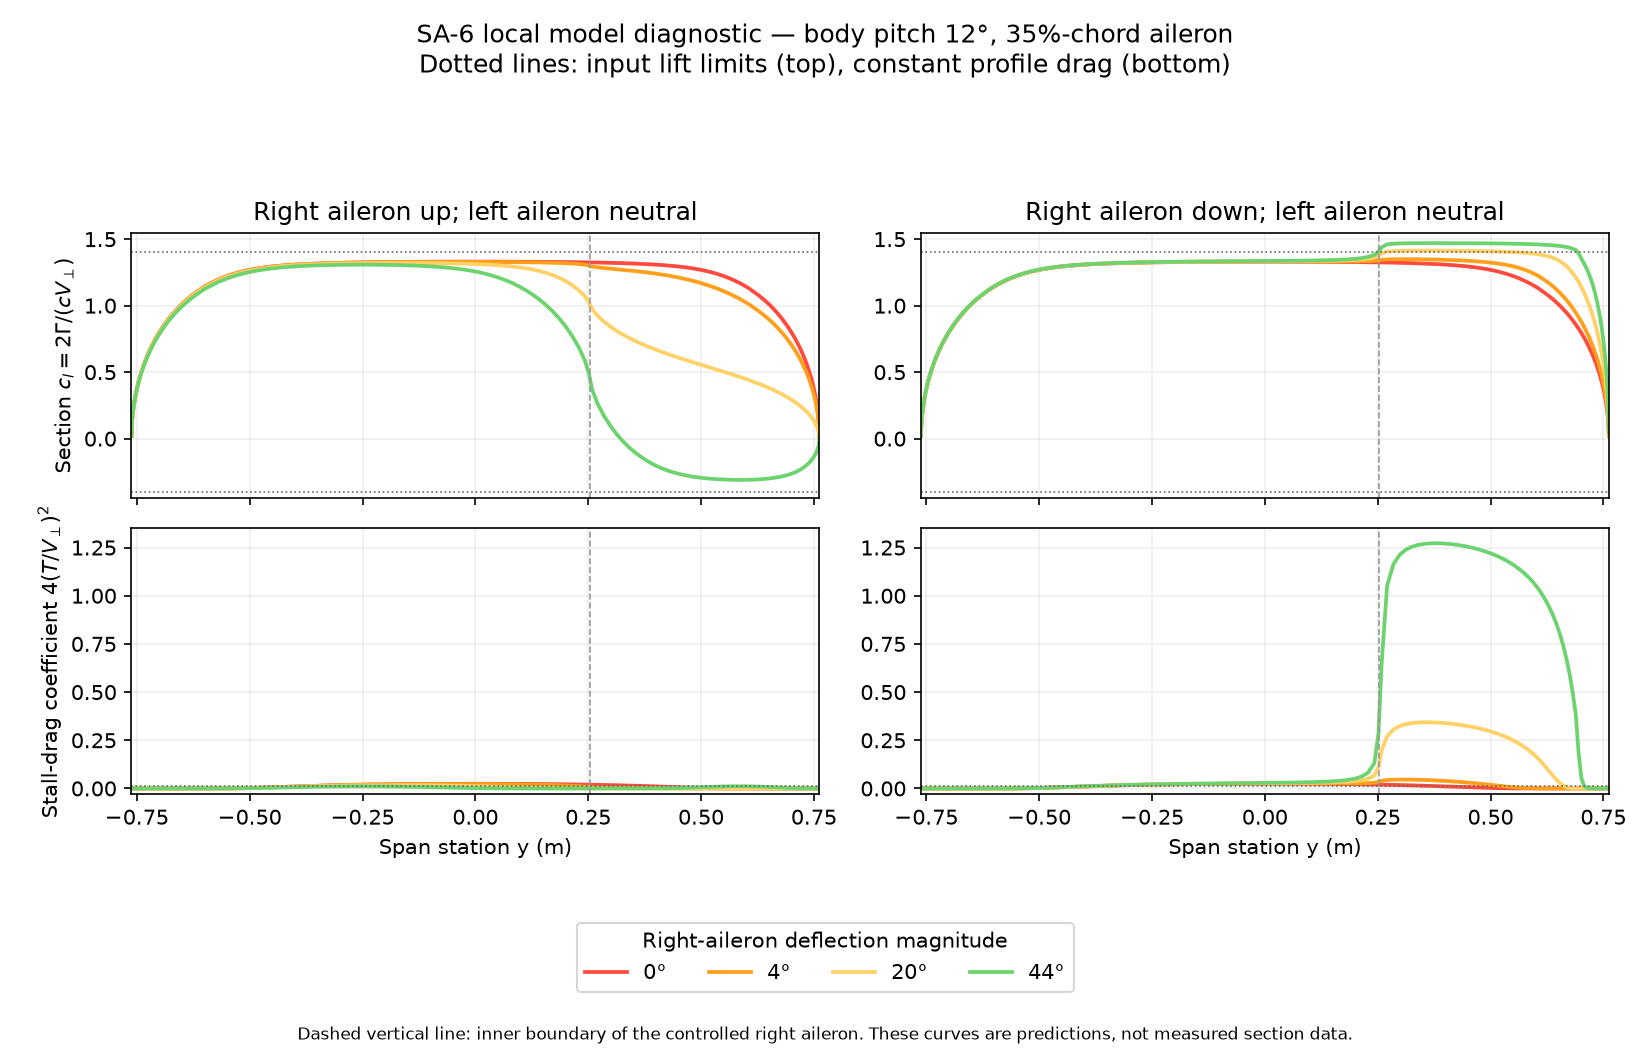 SA-6 local model diagnostic — body pitch 12°, 35%-chord aileron
Dotted lines: input lift limits (top), constant profile drag (bottom)
Right aileron up; left aileron neutral
Right aileron down; left aileron neutral
Section c_l = 2Γ/(cV_⊥)
1.5
1.0
0.5
0.0
1.5
1.0
0.5
0.0
Stall-drag coefficient 4(T/V_⊥)²
1.25
1.00
0.75
0.50
0.25
0.00
−0.75 −0.50 −0.25 0.00 0.25 0.50 0.75
Span station y (m)
1.25
1.00
0.75
0.50
0.25
0.00
−0.75 −0.50 −0.25 0.00 0.25 0.50 0.75
Span station y (m)
Right-aileron deflection magnitude
0° 4° 20° 44°
Dashed vertical line: inner boundary of the controlled right aileron. These curves are predictions, not measured section data.